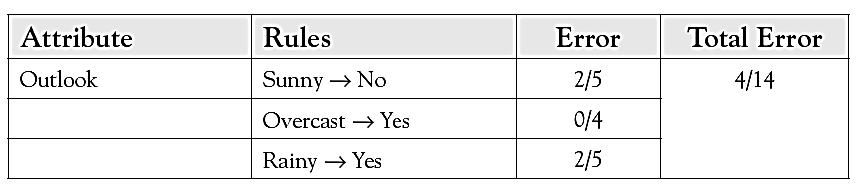 Attribute Rules Error Total Error
Outlook Sunny → No 2/5 4/14
Overcast → Yes 0/4
Rainy → Yes 2/5